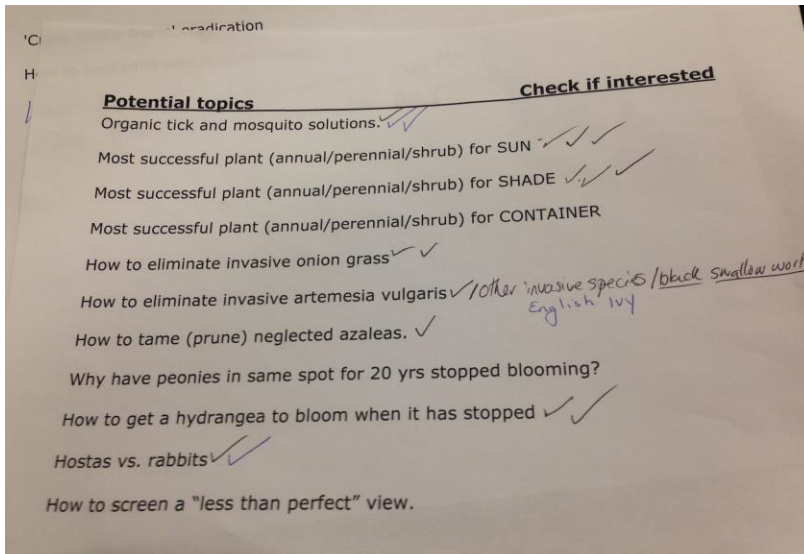 eradication
Potential topics
Check if interested
Organic tick and mosquito solutions.
Most successful plant (annual/perennial/shrub) for SUN
Most successful plant (annual/perennial/shrub) for SHADE
Most successful plant (annual/perennial/shrub) for CONTAINER
How to eliminate invasive onion grass
How to eliminate invasive artemesia vulgaris /other invasive species/black swallow wort
English Ivy
How to tame (prune) neglected azaleas.
Why have peonies in same spot for 20 yrs stopped blooming?
How to get a hydrangea to bloom when it has stopped
Hostas vs. rabbits
How to screen a “less than perfect” view.